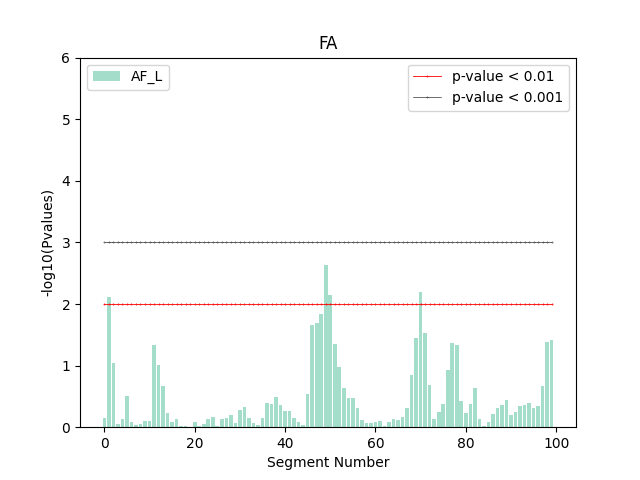 FA
AF_L
p-value < 0.01
p-value < 0.001
-log10(Pvalues)
6
5
4
3
2
1
0
0 20 40 60 80 100
Segment Number